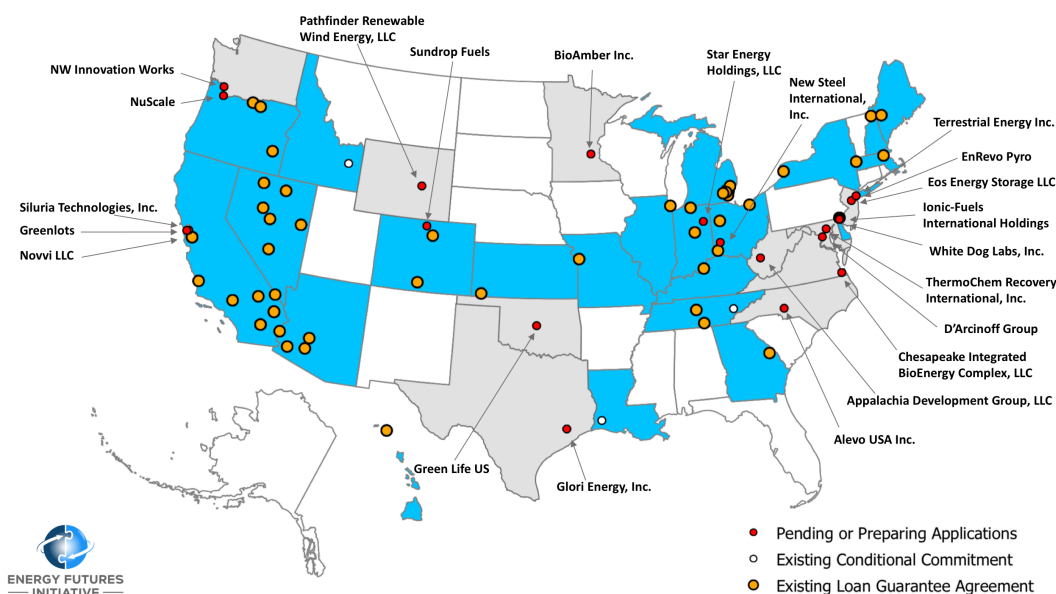 Pathfinder Renewable
Wind Energy, LLC
Sundrop Fuels
BioAmber Inc.
Star Energy
Holdings, LLC
New Steel
International,
Inc.
NW Innovation Works
NuScale
Terrestrial Energy Inc.
EnRevo Pyro
Eos Energy Storage LLC
Ionic-Fuels
International Holdings
White Dog Labs, Inc.
ThermoChem Recovery
International, Inc.
D'Arcinoff Group
Chesapeake Integrated
BioEnergy Complex, LLC
Appalachia Development Group, LLC
Alevo USA Inc.
Siluria Technologies, Inc.
Greenlots
Novvi LLC
Green Life US
Glori Energy, Inc.
Pending or Preparing Applications
Existing Conditional Commitment
Existing Loan Guarantee Agreement
ENERGY FUTURES
INITIATIVE